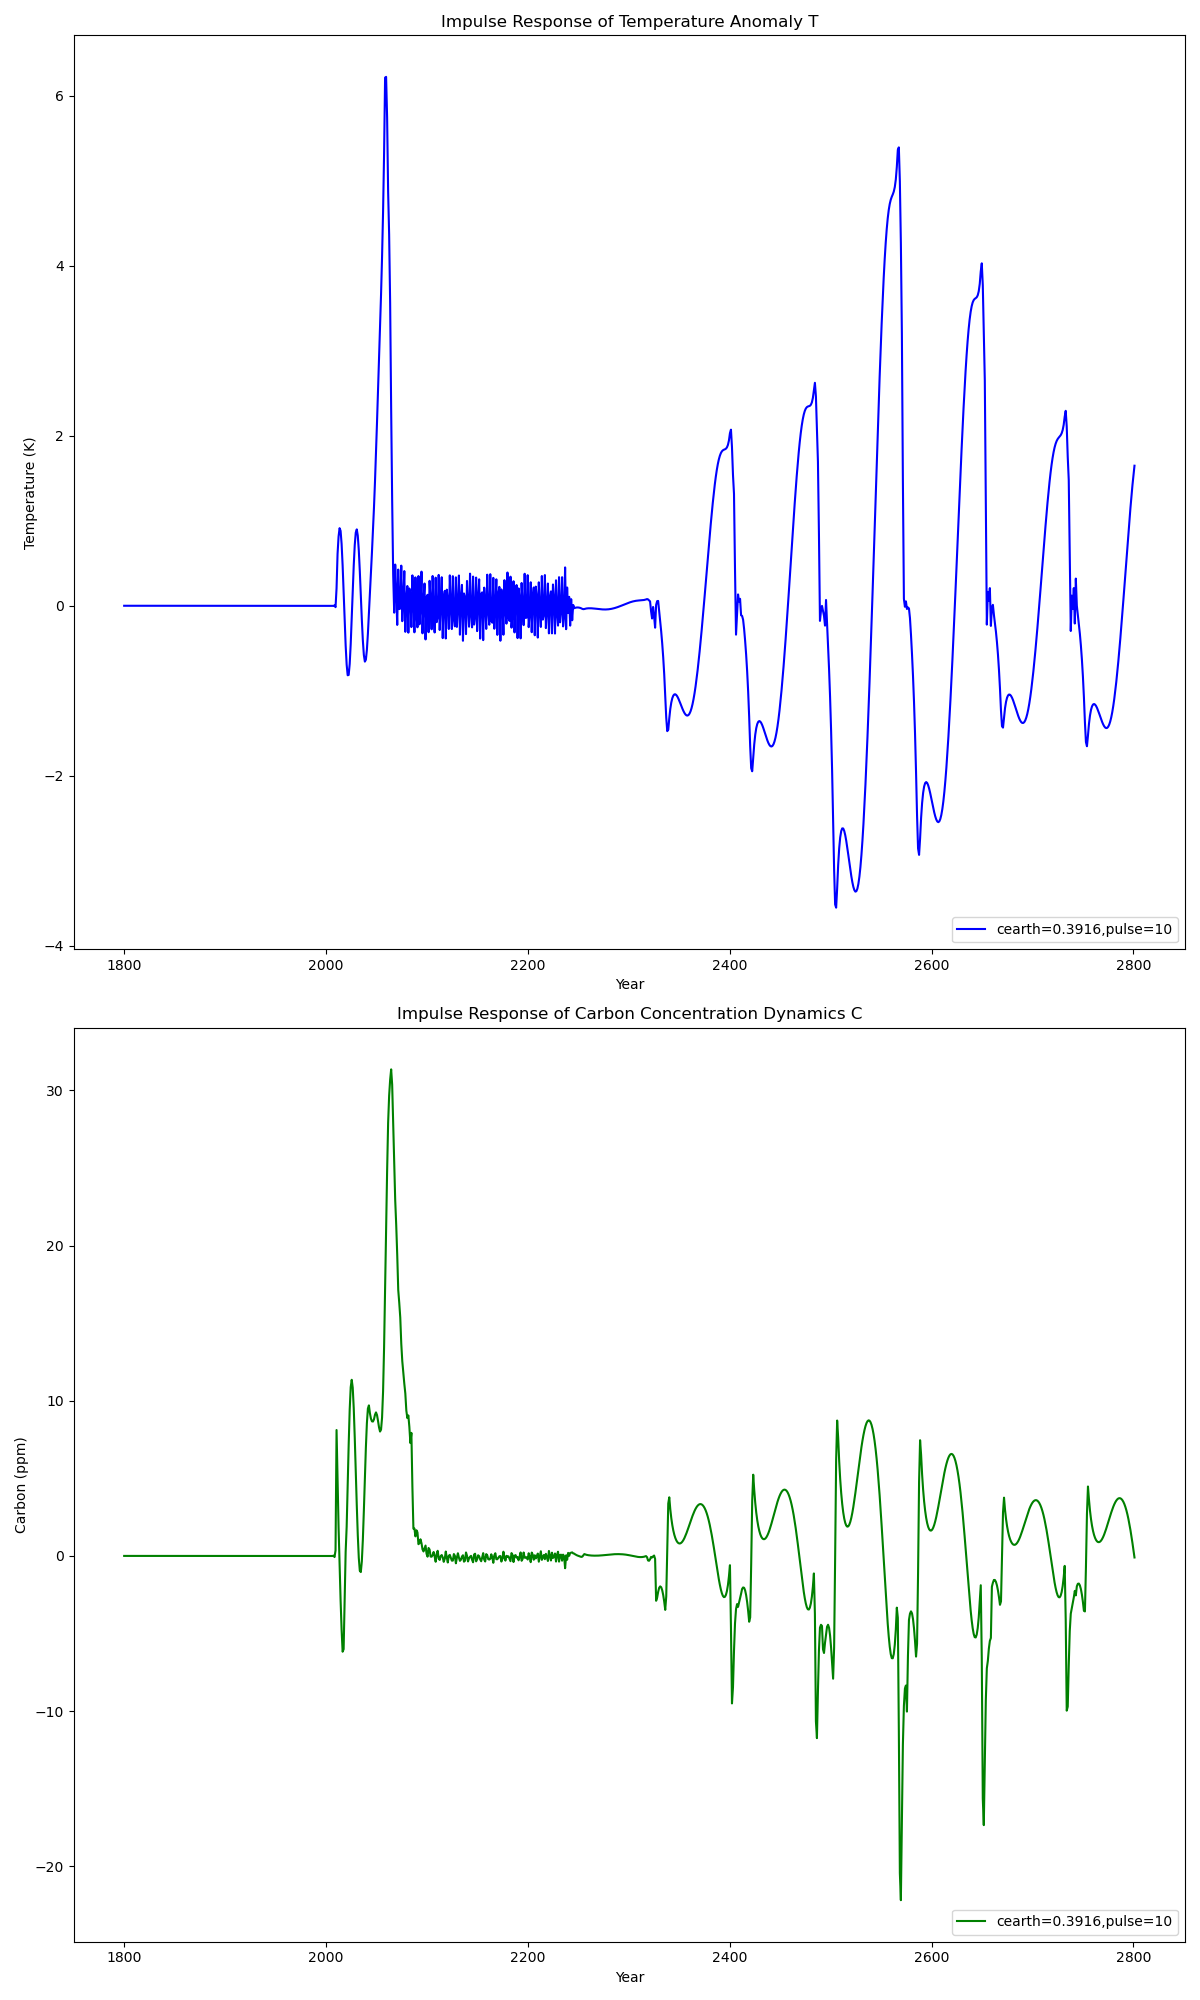 Impulse Response of Temperature Anomaly T
6
4
2
0
−2
−4
Temperature (K)
cearth=0.3916,pulse=10
1800 2000 2200 2400 2600 2800
Year
Impulse Response of Carbon Concentration Dynamics C
30
20
10
0
−10
−20
Carbon (ppm)
cearth=0.3916,pulse=10
1800 2000 2200 2400 2600 2800
Year